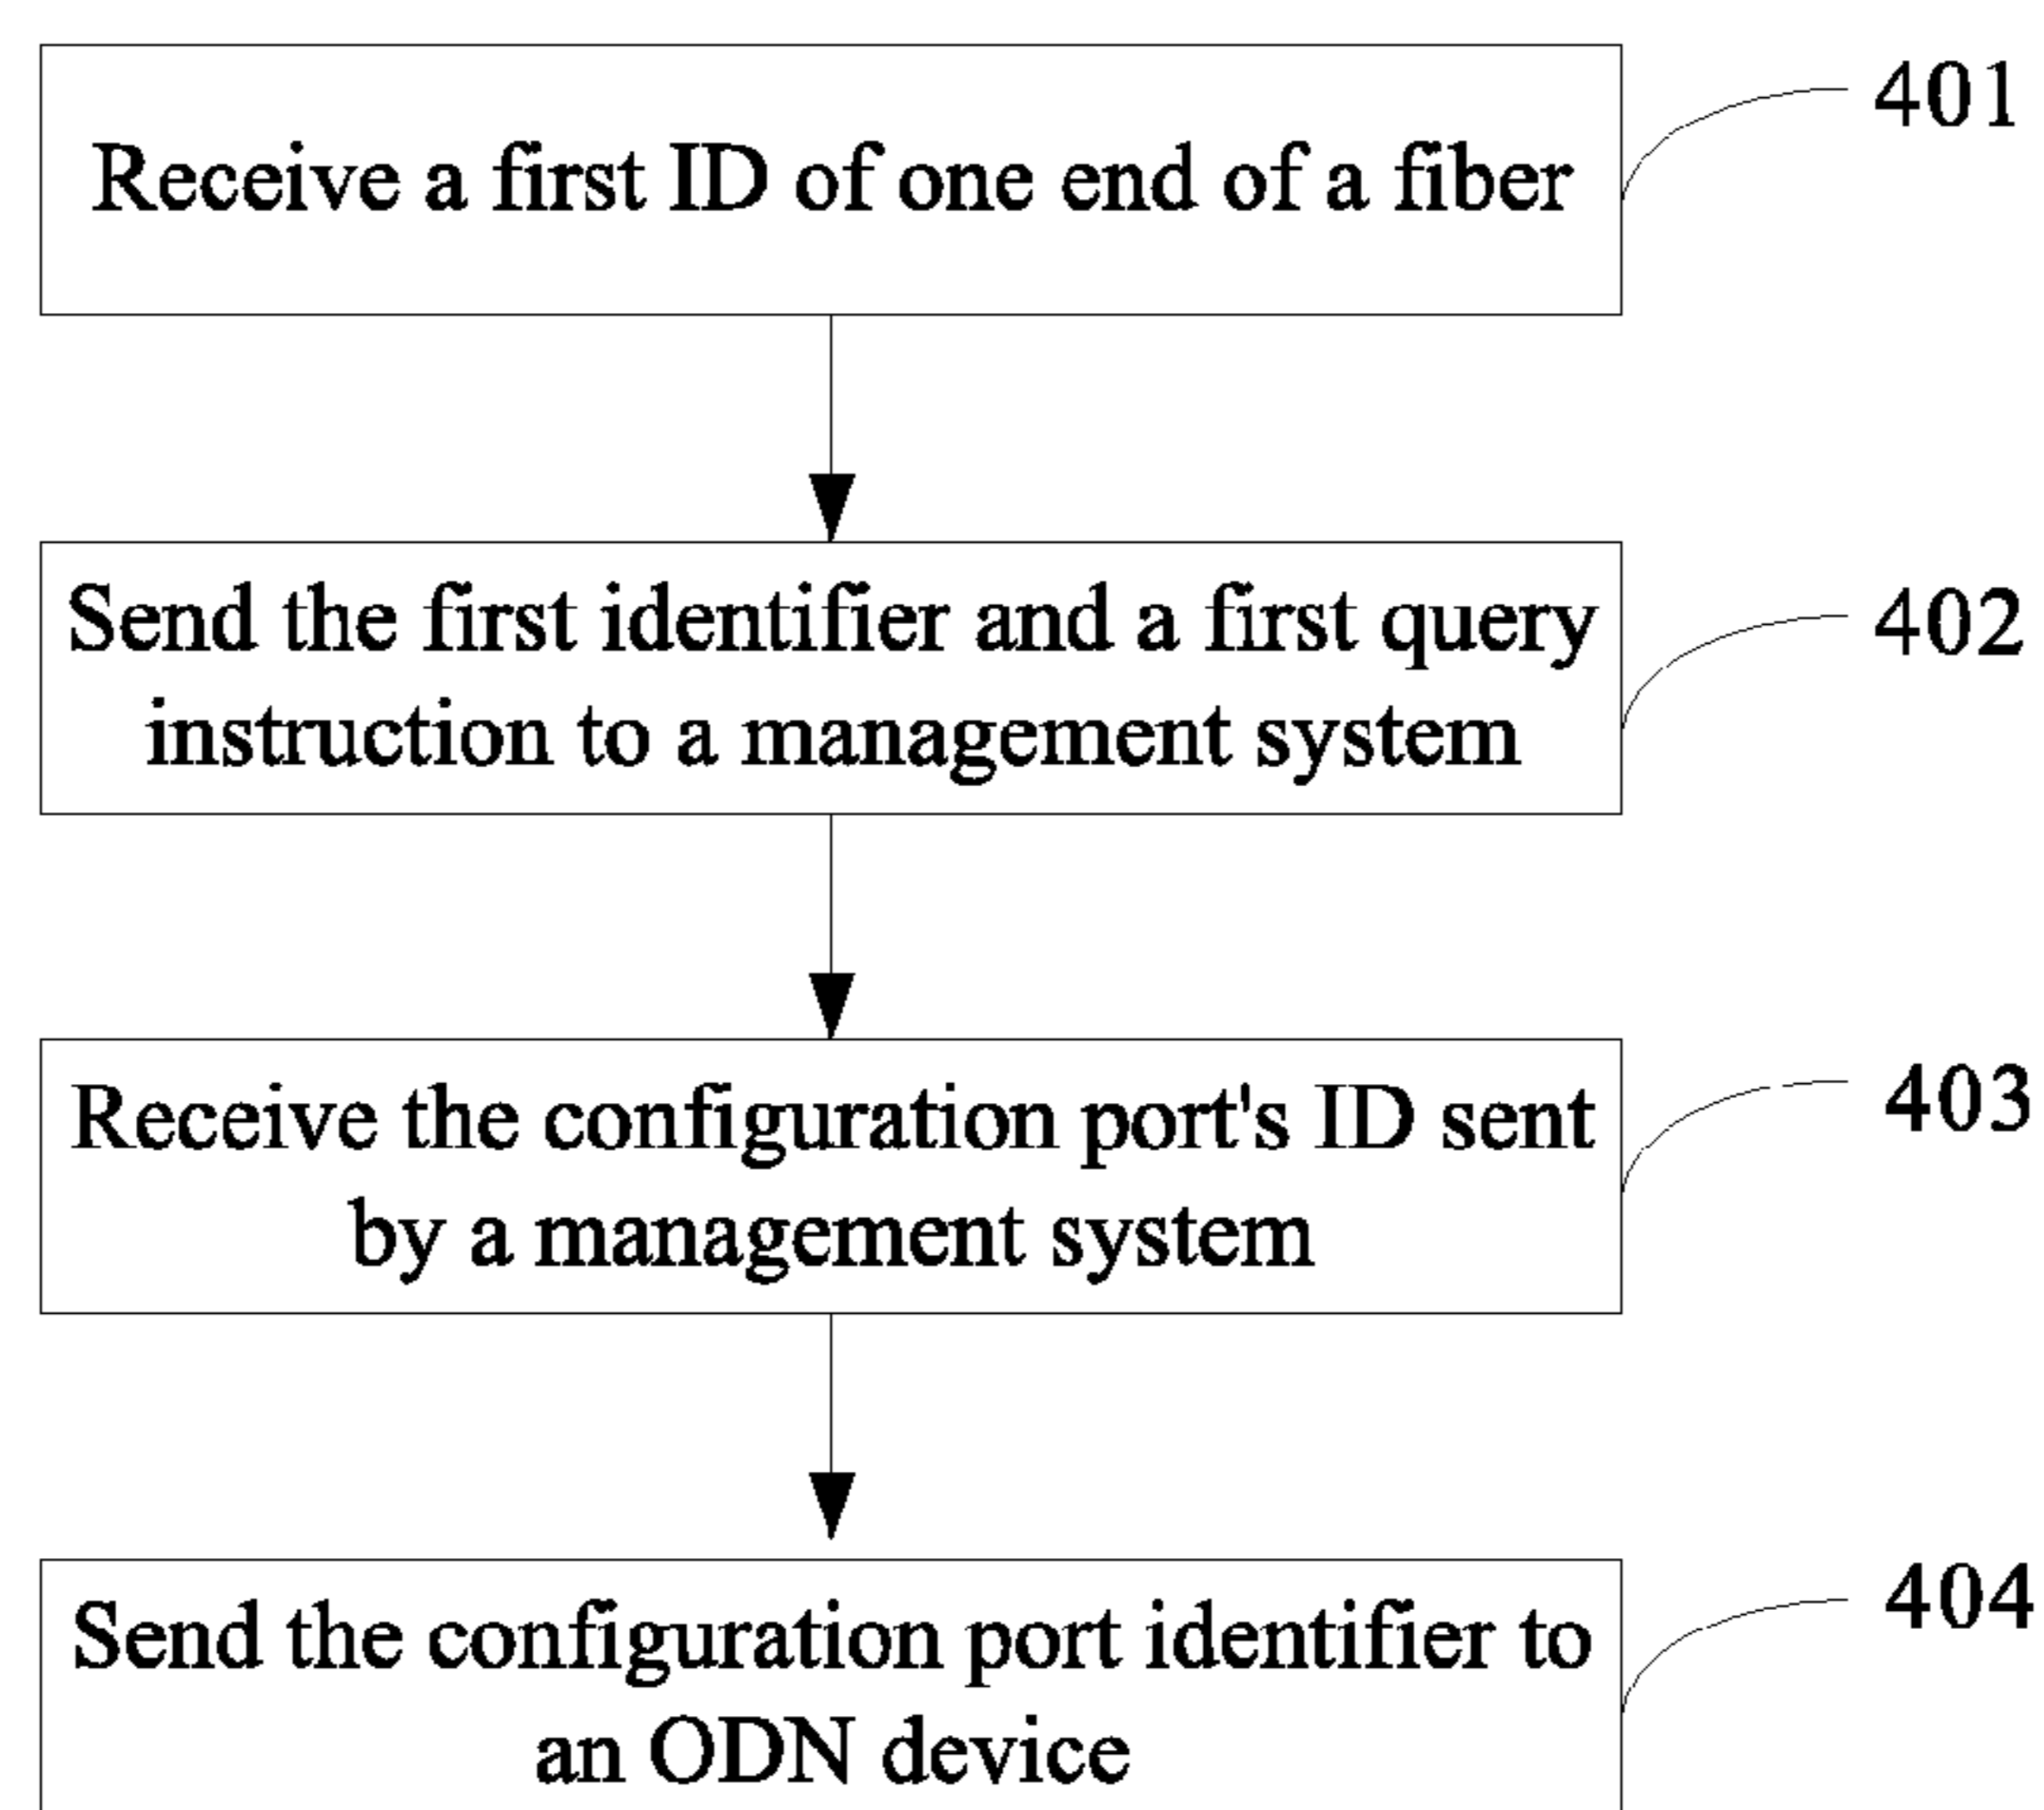 Receive a first ID of one end of a fiber
401
Send the first identifier and a first query
instruction to a management system
402
Receive the configuration port's ID sent
by a management system
403
Send the configuration port identifier to
an ODN device
404